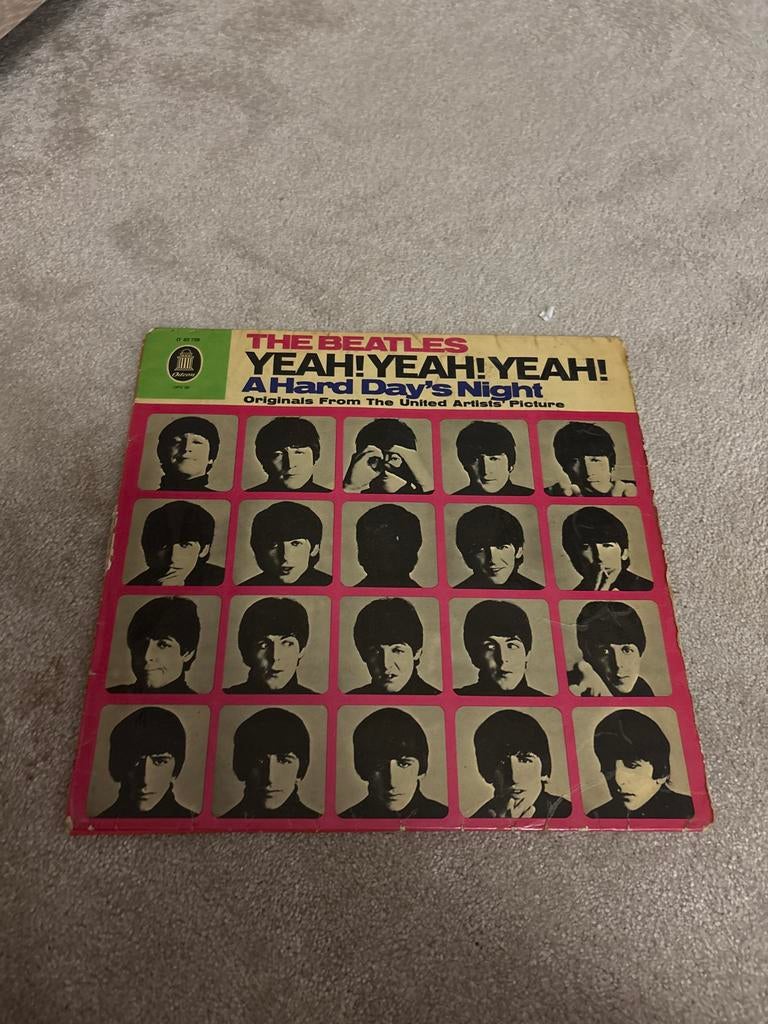 THE BEATLES
YEAH! YEAH! YEAH!
A Hard Day's Night
Originals From The United Artists' Picture
Odeon